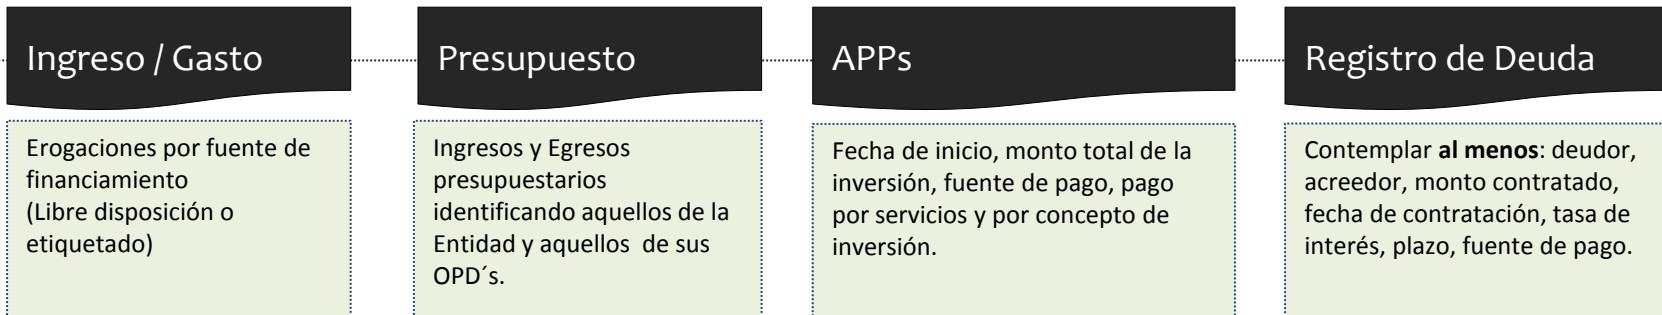 Ingreso / Gasto
Erogaciones por fuente de
financiamiento
(Libre disposición o
etiquetado)
Presupuesto
Ingresos y Egresos
presupuestarios
identificando aquellos de la
Entidad y aquellos  de sus
OPD´s.
APPs
Fecha de inicio, monto total de la
inversión, fuente de pago, pago
por servicios y por concepto de
inversión.
Registro de Deuda
Contemplar al menos: deudor,
acreedor, monto contratado,
fecha de contratación, tasa de
interés, plazo, fuente de pago.